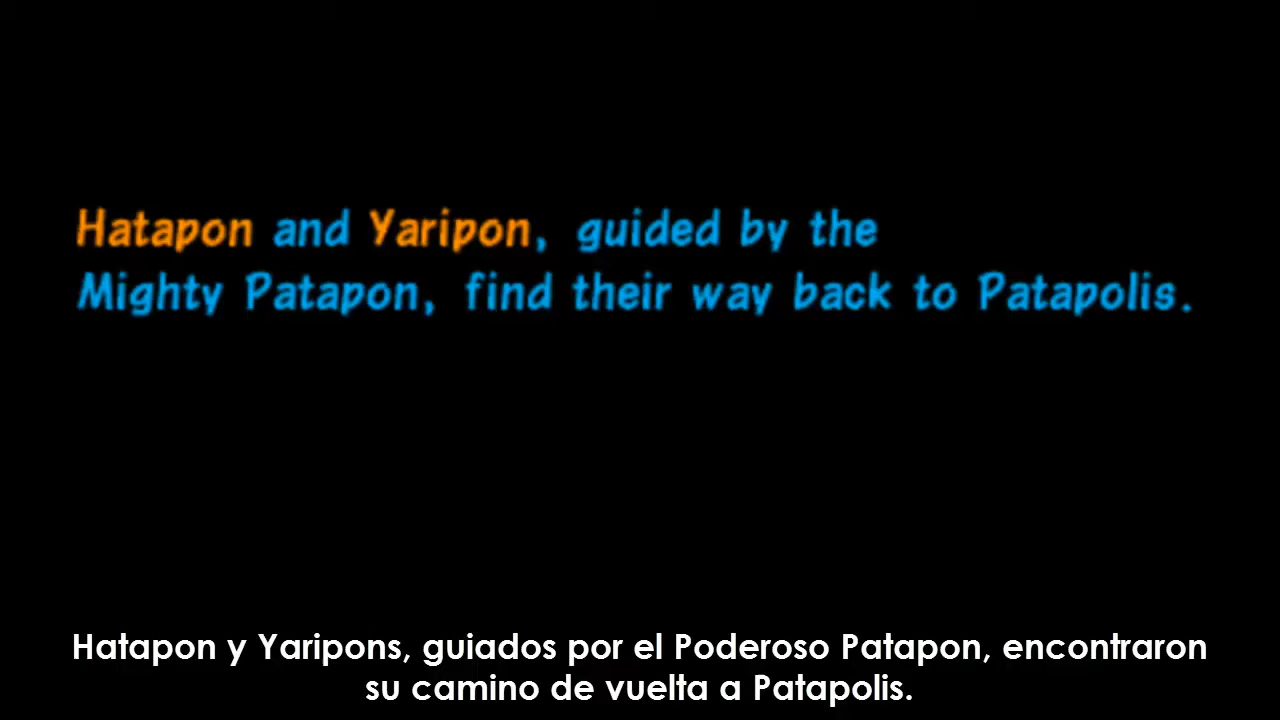 Hatapon and Yaripon, guided by the
Mighty Patapon, find their way back to Patapolis.
Hatapon y Yaripons, guiados por el Poderoso Patapon, encontraron
su camino de vuelta a Patapolis.